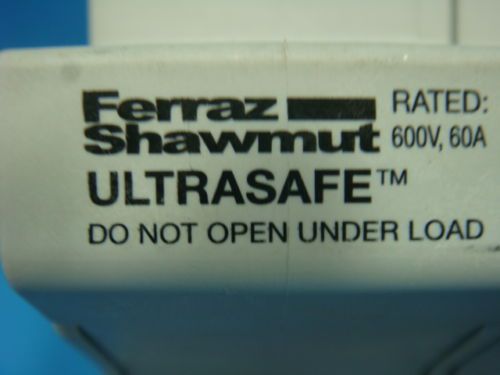 Ferraz
Shawmut
RATED:
600V, 60A
ULTRASAFE™
DO NOT OPEN UNDER LOAD